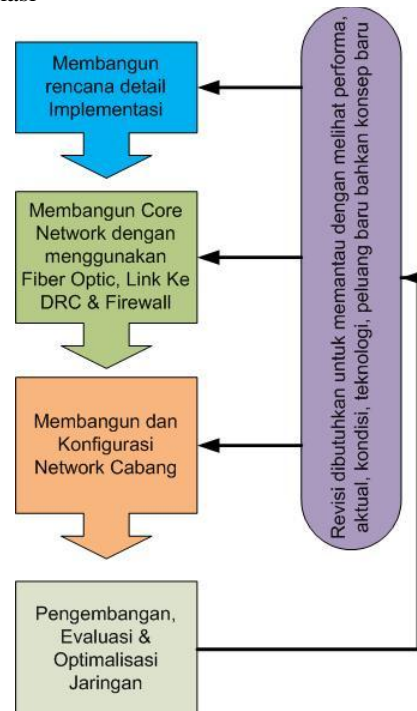 Membangun
rencana detail
Implementasi
Membangun Core
Network dengan
menggunakan
Fiber Optic, Link Ke
DRC & Firewall
Membangun dan
Konfigurasi
Network Cabang
Pengembangan,
Evaluasi &
Optimalisasi
Jaringan
Revisi dibutuhkan untuk memantau dengan melihat performa,
aktual, kondisi, teknologi, peluang baru bahkan konsep baru